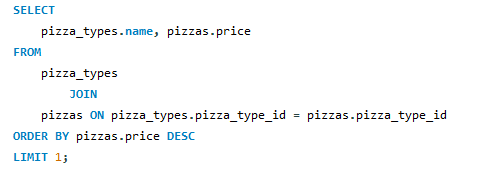 SELECT
    pizza_types.name, pizzas.price
FROM
    pizza_types
        JOIN
    pizzas ON pizza_types.pizza_type_id = pizzas.pizza_type_id
ORDER BY pizzas.price DESC
LIMIT 1;